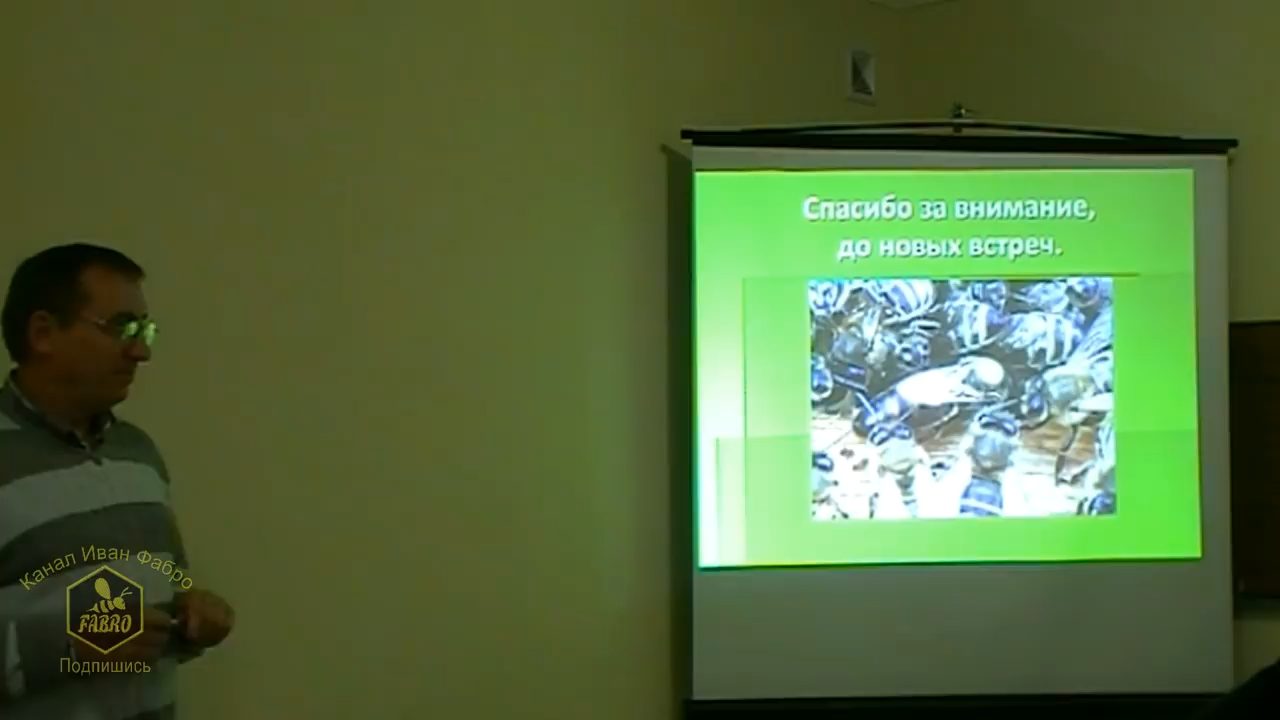 Спасибо за внимание,
до новых встреч.
Канал Иван Фабро
FABRO
Подпишись